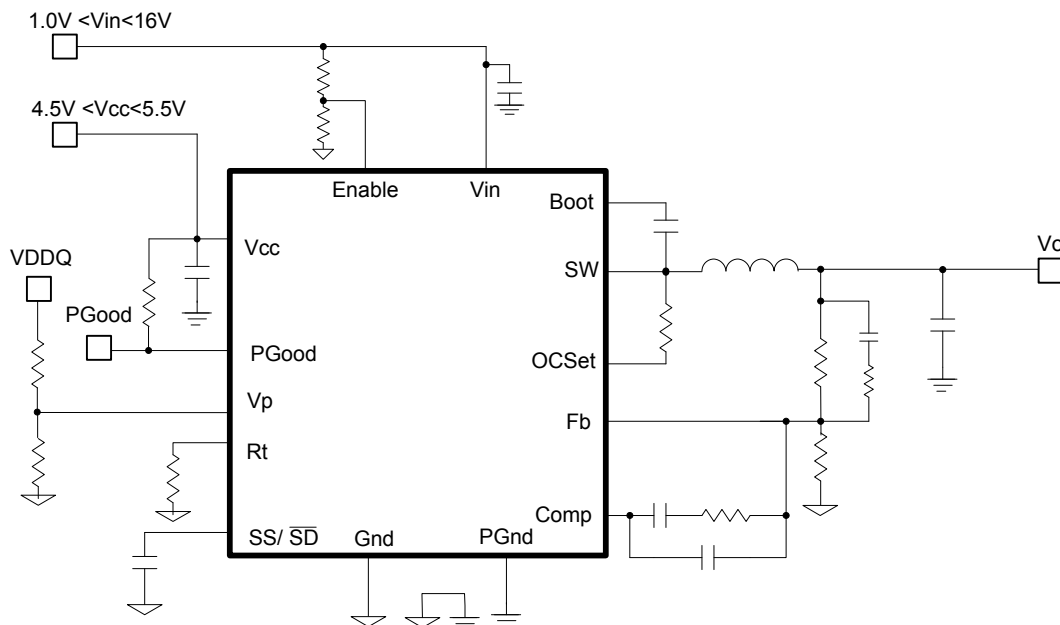 1.0V <Vin<16V
4.5V <Vcc<5.5V
Enable
Vin
Boot
Vcc
SW
VDDQ
PGood
PGood
OCSet
Vp
Fb
Rt
Comp
SS/ S̅D̅
Gnd
PGnd